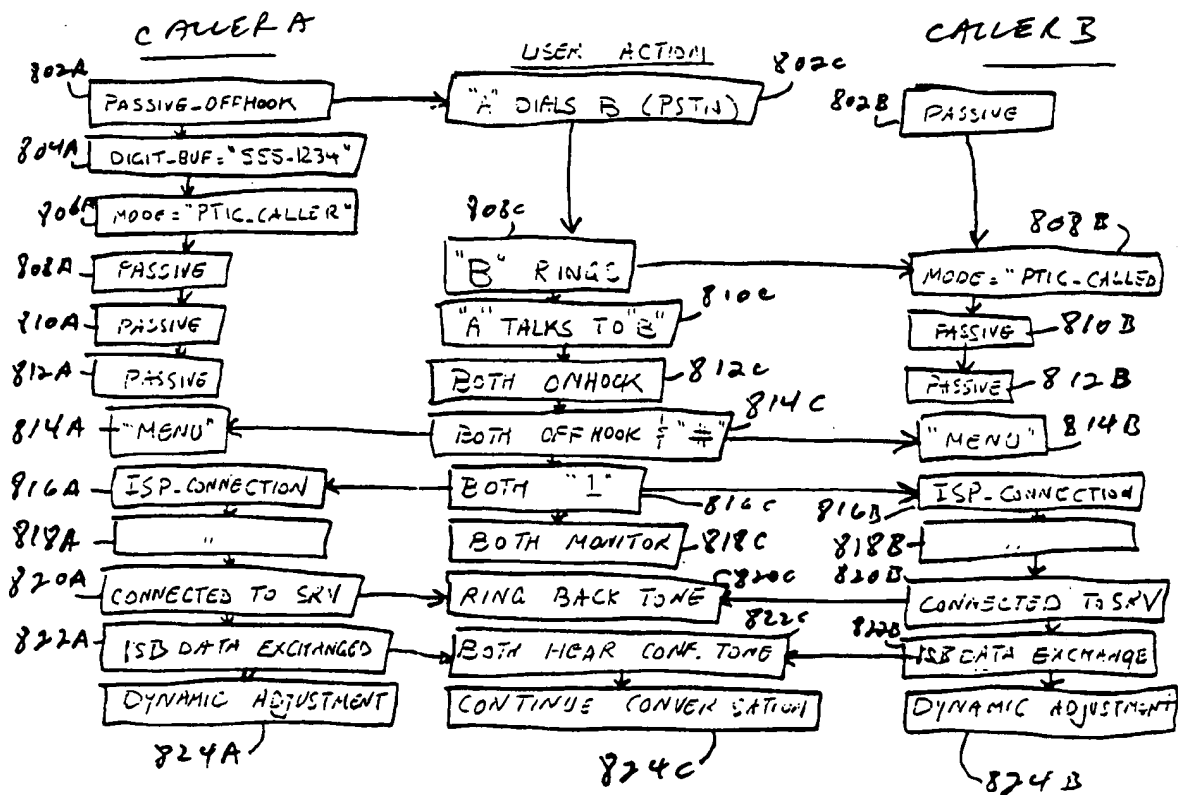 CALLER A
USER ACTION
CALLER B
802A
PASSIVE_OFFHOOK
"A" DIALS B (PSTN)
802C
802B
PASSIVE
804A
DIGIT_BUF="555-1234"
806A
MODE="PTIC_CALLER"
808C
808B
808A
PASSIVE
"B" RINGS
MODE="PTIC_CALLED
810A
PASSIVE
"A" TALKS TO "B"
810C
PASSIVE
810B
812A
PASSIVE
BOTH ONHOOK
812C
PASSIVE
812B
814A
"MENU"
BOTH OFFHOOK & "#"
814C
"MENU"
814B
816A
ISP_CONNECTION
BOTH "1"
816C
816B
ISP_CONNECTION
818A
"
BOTH MONITOR
818C
818B
"
820A
CONNECTED TO SRV
RING BACK TONE
820C
820B
CONNECTED TO SRV
822A
ISB DATA EXCHANGED
BOTH HEAR CONF. TONE
822C
822B
ISB DATA EXCHANGE
DYNAMIC ADJUSTMENT
CONTINUE CONVERSATION
DYNAMIC ADJUSTMENT
824A
824C
824B